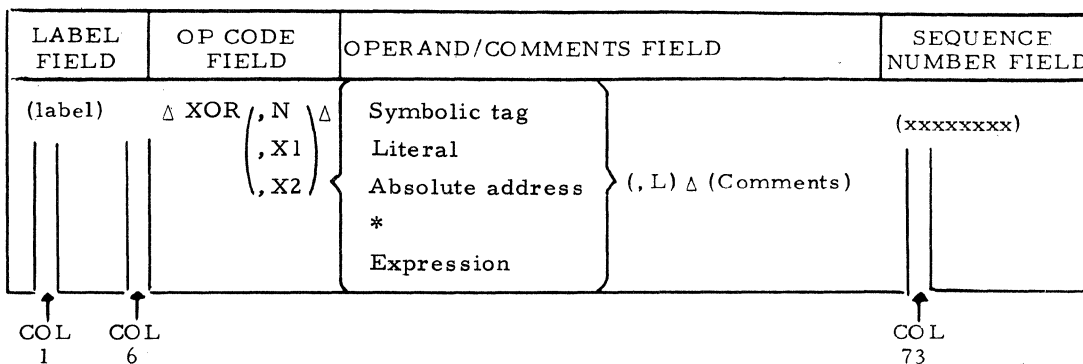 LABEL FIELD OP CODE FIELD OPERAND/COMMENTS FIELD SEQUENCE NUMBER FIELD
(label) Δ XOR (, N Δ Symbolic tag (xxxxxxxx)
, X1 Literal
, X2) Absolute address (, L) Δ (Comments)
*
Expression
COL COL COL
1 6 73